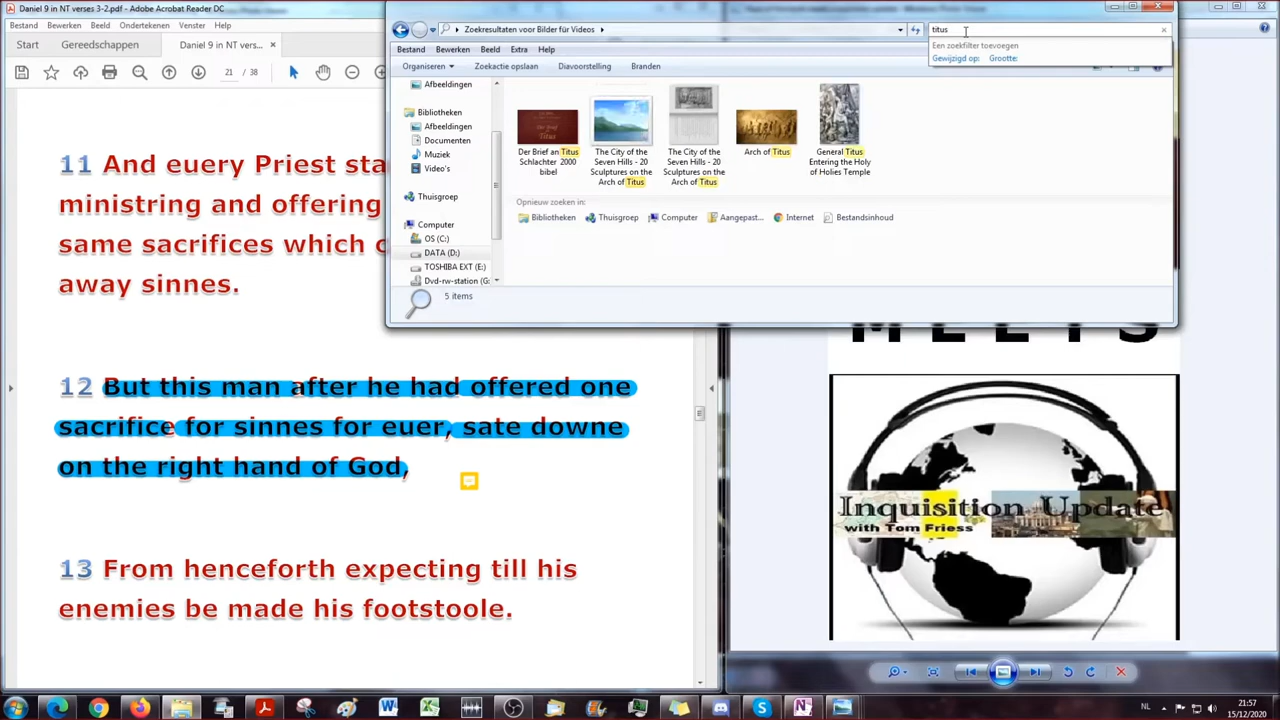 Daniel 9 in NT verses 3-2.pdf - Adobe Acrobat Reader DC
Bestand Bewerken Beeld Ondertekenen Venster Help
Start Gereedschappen Daniel 9 in NT vers... ×
21 / 38
11 And euery Priest sta
ministring and offering
same sacrifices which c
away sinnes.
12 But this man after he had offered one
sacrifice for sinnes for euer, sate downe
on the right hand of God,
13 From henceforth expecting till his
enemies be made his footstoole.
Zoekresultaten voor Bilder für Videos
titus
Een zoekfilter toevoegen
Gewijzigd op: Grootte:
Bestand Bewerken Beeld Extra Help
Organiseren Zoekactie opslaan Diavoorstelling Branden
Afbeeldingen
Bibliotheken
Afbeeldingen
Documenten
Muziek
Video's
Thuisgroep
Computer
OS (C:)
DATA (D:)
TOSHIBA EXT (E:)
Dvd-rw-station (G:
Der Brief an Titus
Schlachter 2000
bibel
The City of the
Seven Hills - 20
Sculptures on the
Arch of Titus
The City of the
Seven Hills - 20
Sculptures on the
Arch of Titus
Arch of Titus
General Titus
Entering the Holy
of Holies Temple
Opnieuw zoeken in:
Bibliotheken Thuisgroep Computer Aangepast... Internet Bestandsinhoud
5 items
MEETS
Inquisition Update
with Tom Friess
NL
21:57
15/12/2020